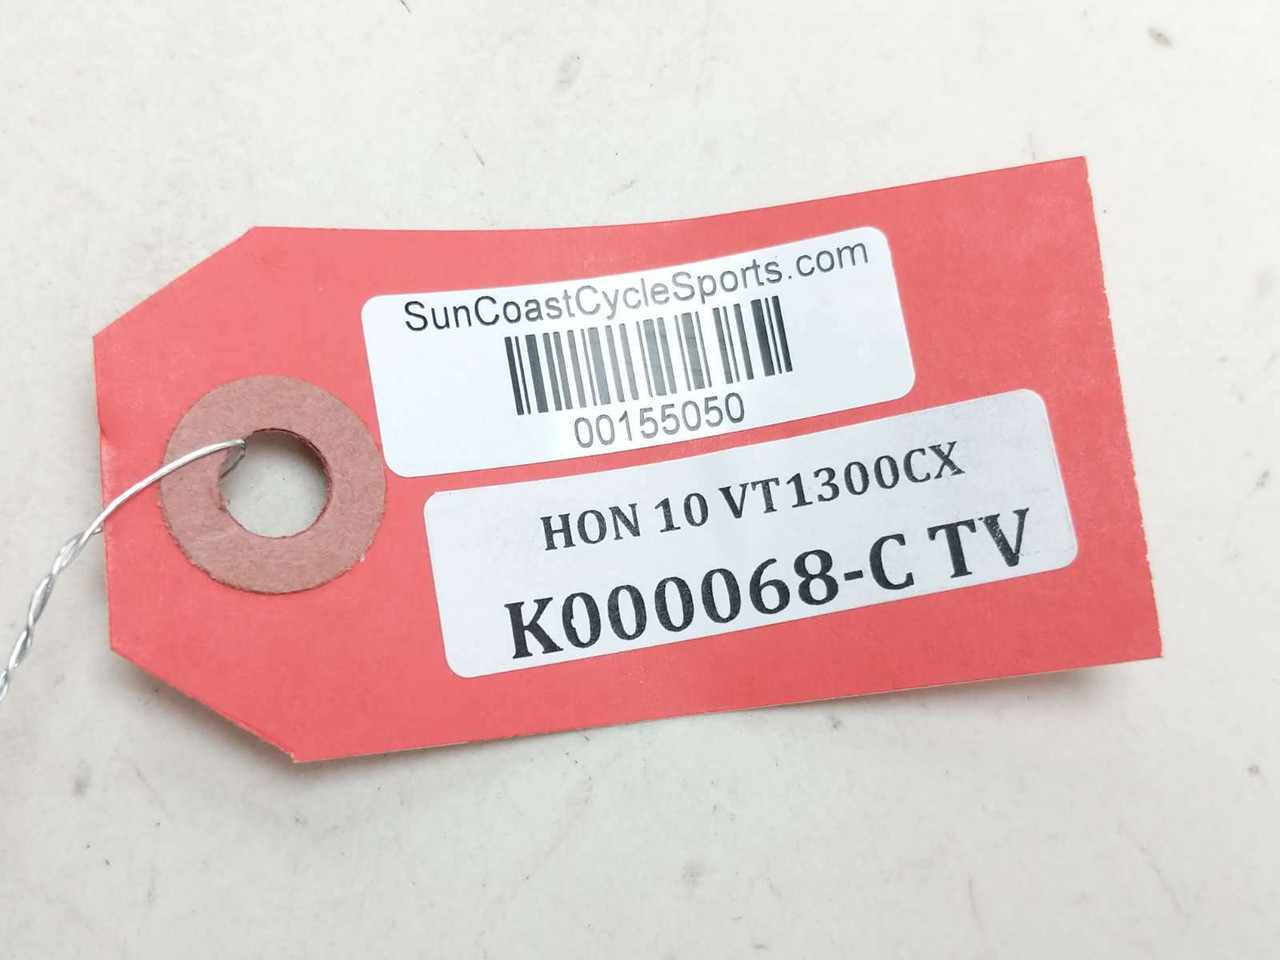 SunCoastCycleSports.com
00155050
HON 10 VT1300CX
K000068-C TV